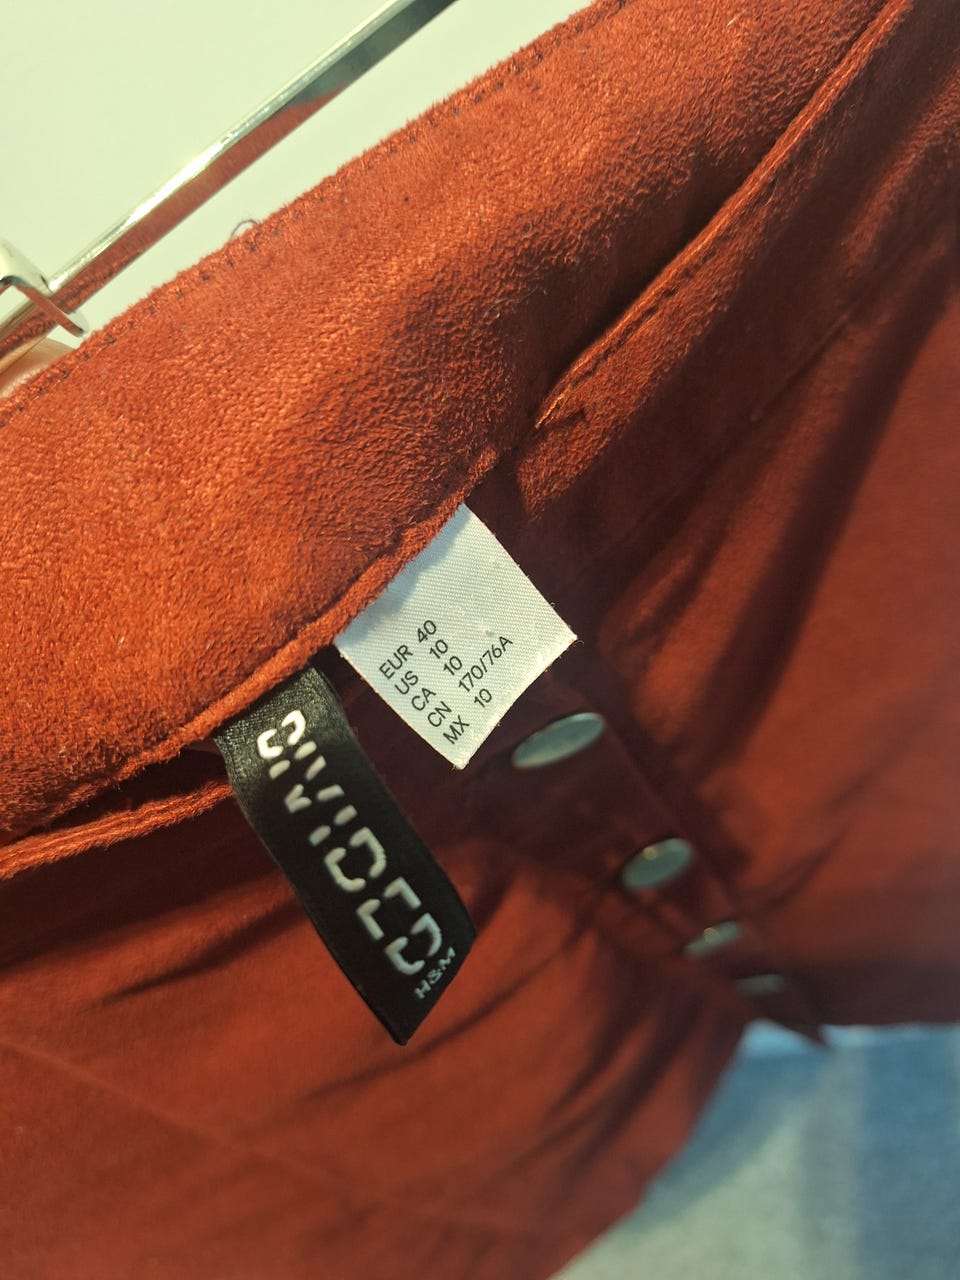 EUR 40
US 10
CA 10
CN 170/76A
MX 10
DIVIDED
H&M